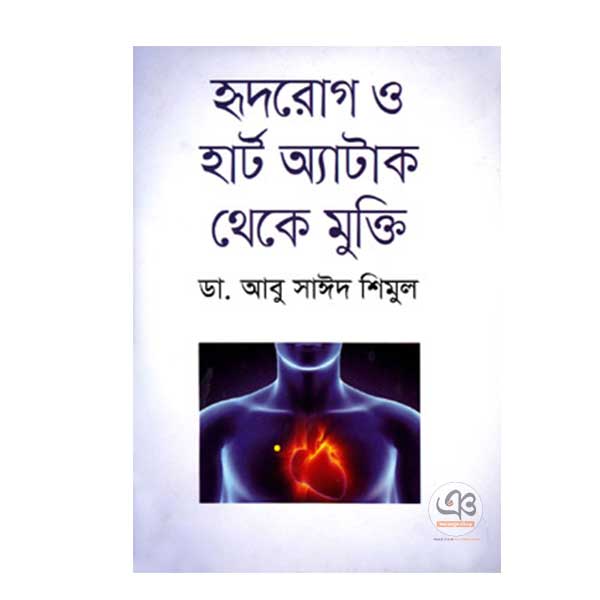 হৃদরোগ ও
হার্ট অ্যাটাক
থেকে মুক্তি
ডা. আবু সাঈদ শিমুল